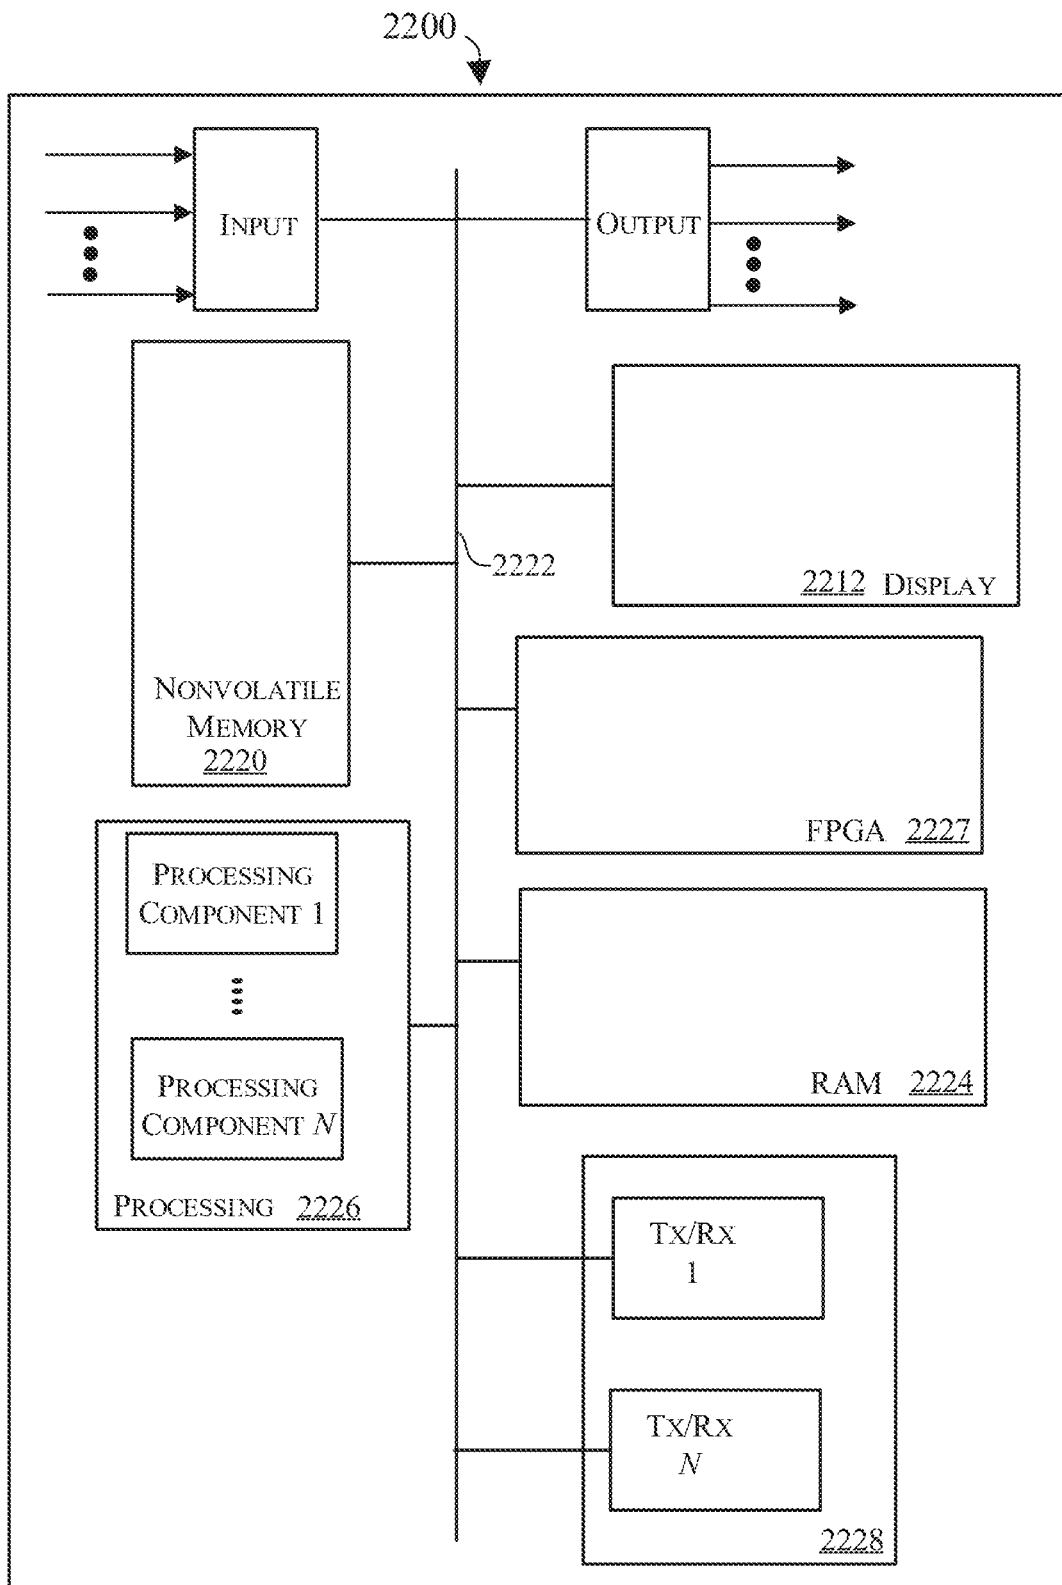 2200
INPUT
OUTPUT
2222
2212 DISPLAY
NONVOLATILE
MEMORY
2220
FPGA 2227
PROCESSING
COMPONENT 1
PROCESSING
COMPONENT N
PROCESSING 2226
RAM 2224
TX/RX
1
TX/RX
N
2228